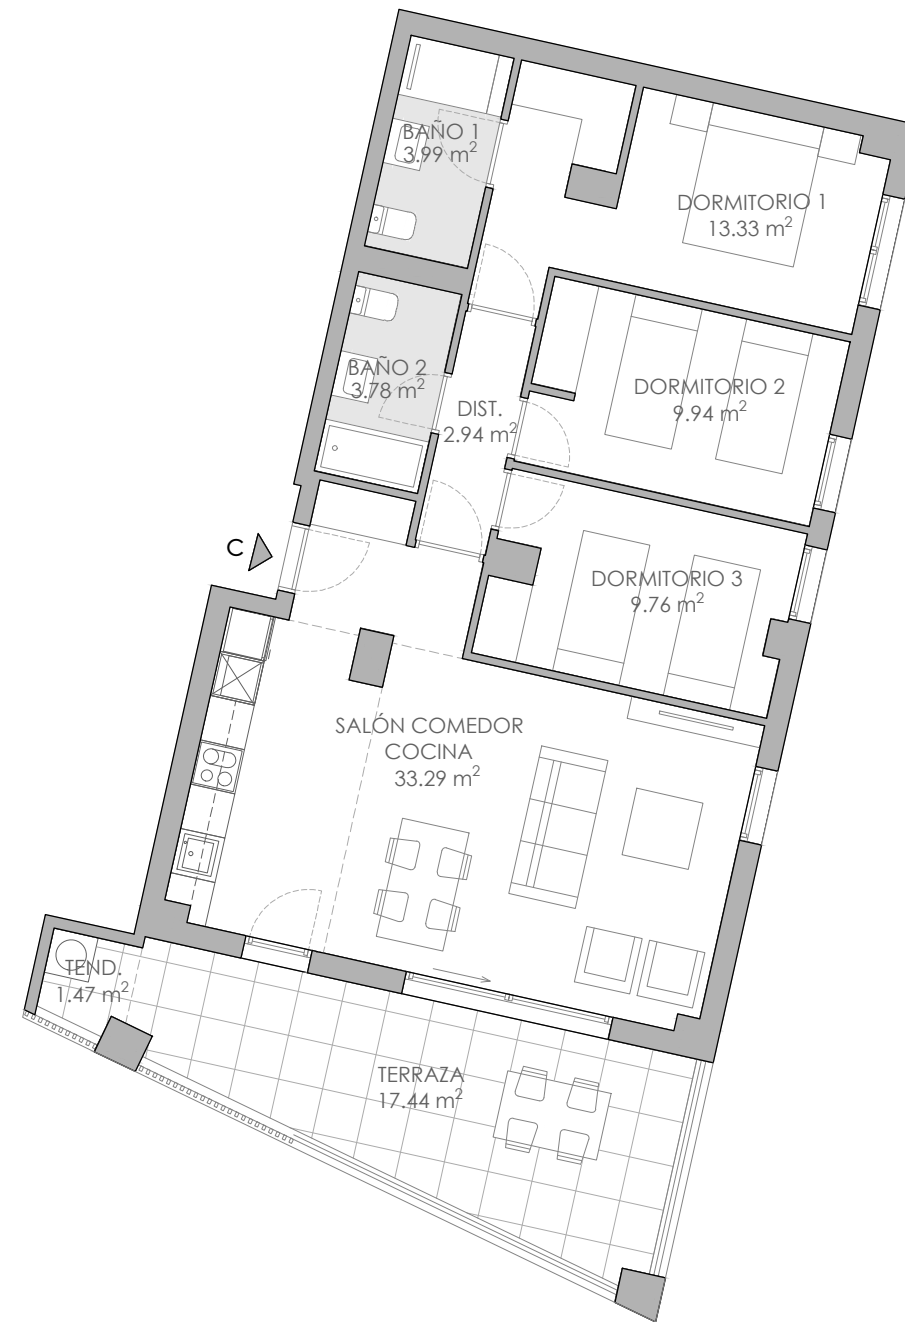 BAÑO 1
3.99 m²
DORMITORIO 1
13.33 m²
BAÑO 2
3.78 m²
DIST.
2.94 m²
DORMITORIO 2
9.94 m²
C
DORMITORIO 3
9.76 m²
SALÓN COMEDOR
COCINA
33.29 m²
TEND.
1.47 m²
TERRAZA
17.44 m²